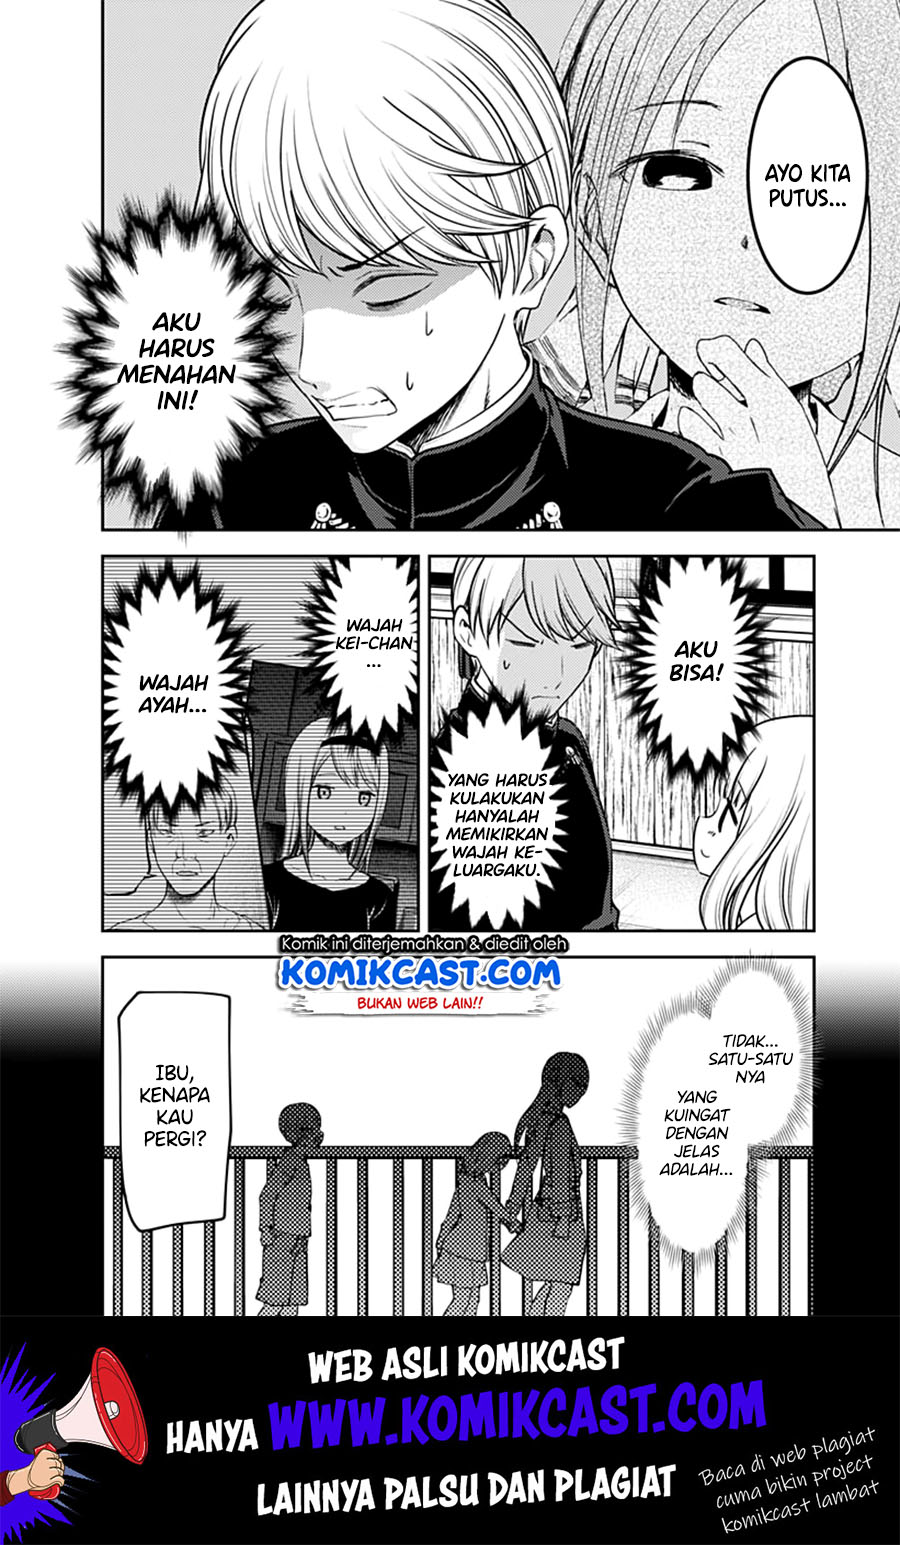 AYO KITA
PUTUS...
AKU
HARUS
MENAHAN
INI!
AKU
BISA!
YANG HARUS
KULAKUKAN
HANYALAH
MEMIKIRKAN
WAJAH KE-
LUARGAKU.
WAJAH
KEI-CHAN
...
WAJAH
AYAH...
Komik ini diterjemahkan & diedit oleh
KOMIKCAST.COM
BUKAN WEB LAIN!!
TIDAK...
SATU-SATU
NYA
YANG
KUINGAT
DENGAN
JELAS
ADALAH...
IBU,
KENAPA
KAU
PERGI?
WEB ASLI KOMIKCAST
HANYA WWW.KOMIKCAST.COM
LAINNYA PALSU DAN PLAGIAT
Baca di web plagiat
cuma bikin project
komikcast lambat